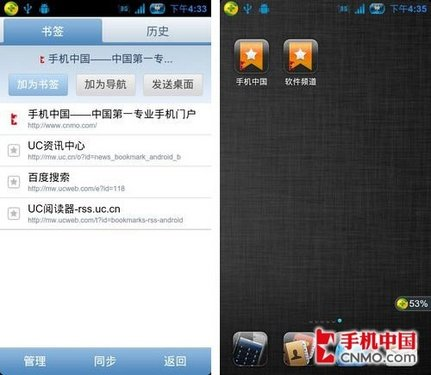 3G 下午4:33
书签 历史
手机中国——中国第一专...
加为书签 加为导航 发送桌面
手机中国——中国第一专业手机门户
http://www.cnmo.com/
UC资讯中心
http://mw.uc.cn/o?id=news_bookmark_android_b
百度搜索
http://mw.ucweb.com/e?id=118
UC阅读器-rss.uc.cn
http://mw.ucweb.com/f?id=bookmarks-rss-android
管理 同步 返回
3G 下午4:35
手机中国 软件频道
53%
手机中国
CNMO.com